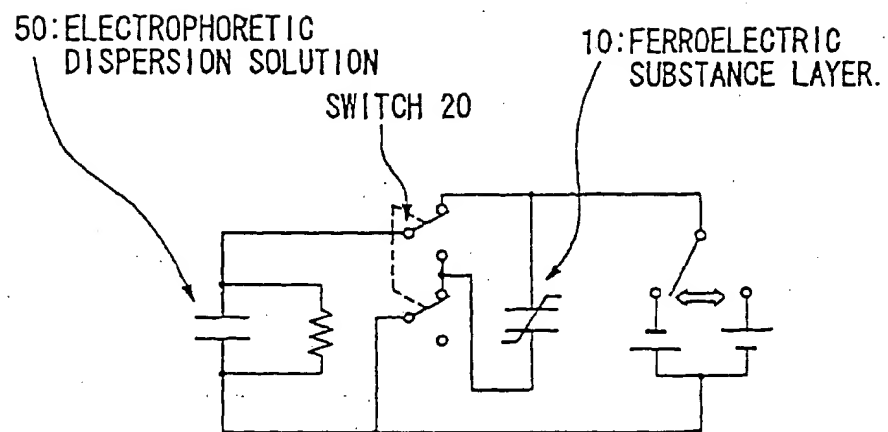 50:ELECTROPHORETIC
DISPERSION SOLUTION
SWITCH 20
10:FERROELECTRIC
SUBSTANCE LAYER.